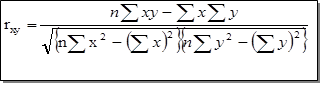 r_xy = (n∑xy − ∑x∑y) / √({n∑x² − (∑x)²}{n∑y² − (∑y)²})